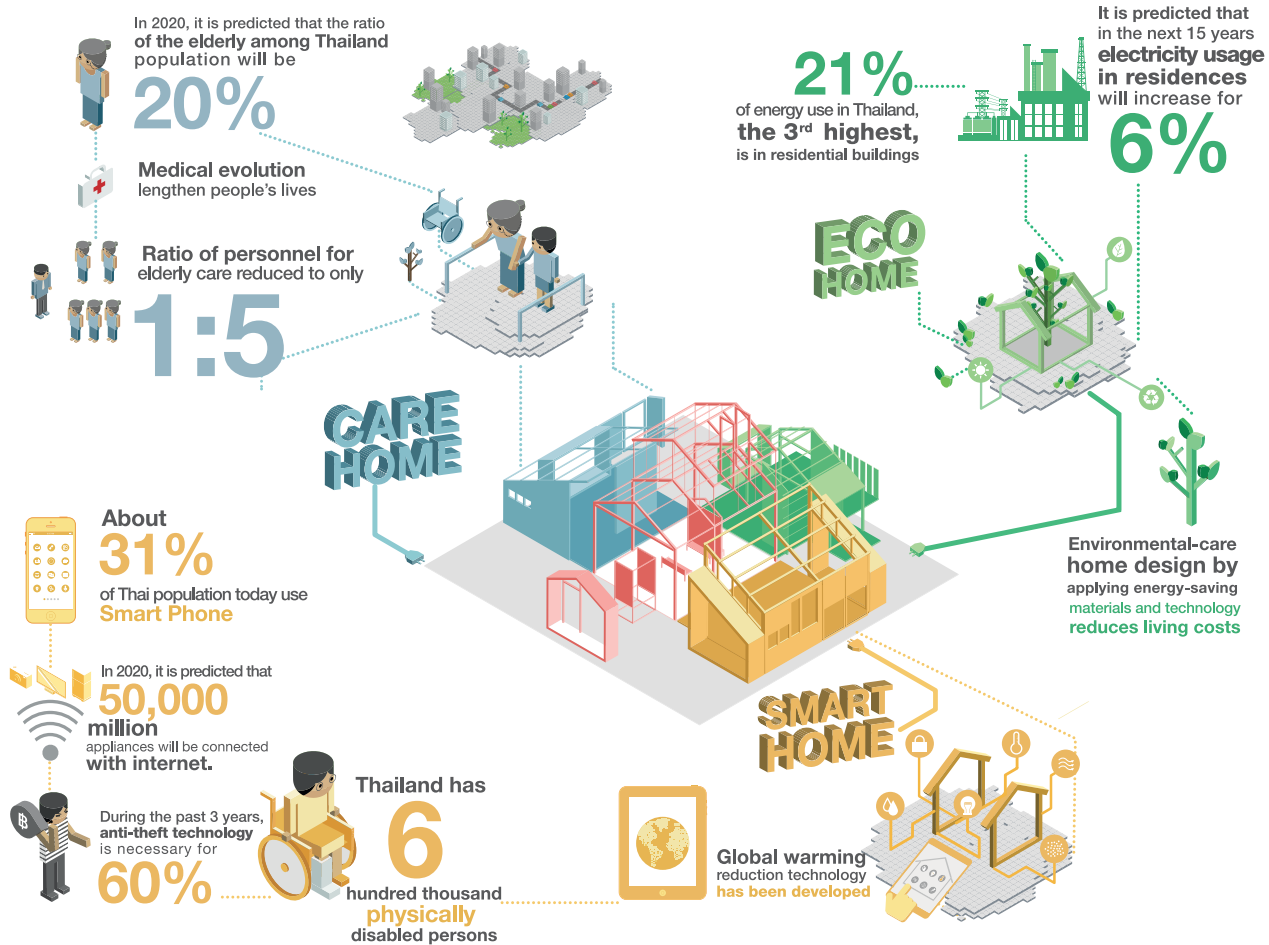 In 2020, it is predicted that the ratio
of the elderly among Thailand
population will be
20%
Medical evolution
lengthen people's lives
Ratio of personnel for
elderly care reduced to only
1:5
CARE
HOME
21%
of energy use in Thailand,
the 3rd highest,
is in residential buildings
It is predicted that
in the next 15 years
electricity usage
in residences
will increase for
6%
ECO
HOME
Environmental-care
home design by
applying energy-saving
materials and technology
reduces living costs
About
31%
of Thai population today use
Smart Phone
In 2020, it is predicted that
50,000
million
appliances will be connected
with internet.
฿
During the past 3 years,
anti-theft technology
is necessary for
60%
Thailand has
6
hundred thousand
physically
disabled persons
Global warming
reduction technology
has been developed
SMART
HOME